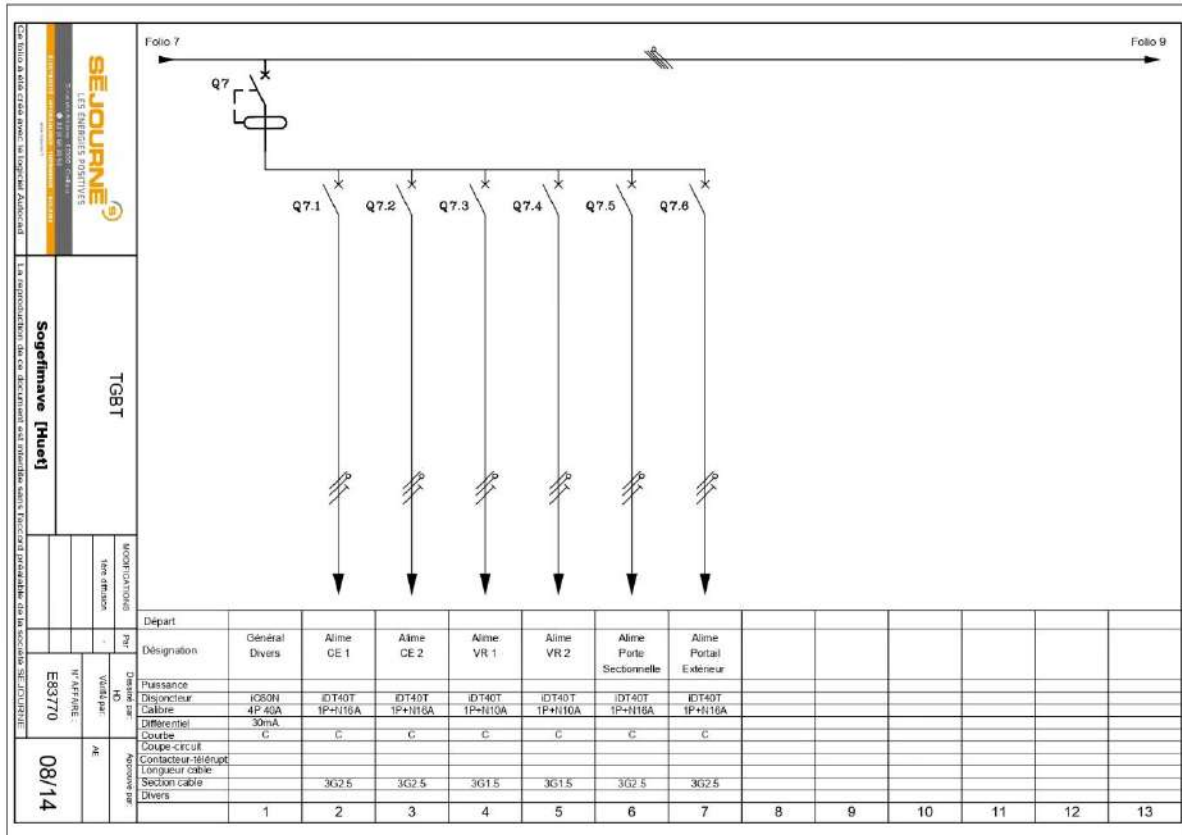 Folio 7
Folio 9
Q7
Q7.1 Q7.2 Q7.3 Q7.4 Q7.5 Q7.6
Départ
Désignation Général Divers Alime CE 1 Alime CE 2 Alime VR 1 Alime VR 2 Alime Porte Sectionnelle Alime Portail Extérieur
Puissance
Disjoncteur iC60N iDT40T iDT40T iDT40T iDT40T iDT40T iDT40T
Calibre 4P 40A 1P+N16A 1P+N16A 1P+N10A 1P+N10A 1P+N16A 1P+N16A
Différentiel 30mA
Courbe C C C C C C C
Coupe-circuit
Contacteur-télérupt
Longueur cable
Section cable 3G2.5 3G2.5 3G1.5 3G1.5 3G2.5 3G2.5
Divers
1 2 3 4 5 6 7 8 9 10 11 12 13
SÉJOURNÉ
LES ÉNERGIES POSITIVES
TGBT
Sogefimave [Huet]
MODIFICATIONS
1ère diffusion
Par
-
Dessiné par:
HD
Vérifié par:
Approuvé par:
AE
N° AFFAIRE :
E83770
08/14
Ce folio a été créé avec le logiciel Autocad
La reproduction de ce document est interdite sans l'accord préalable de la société SEJOURNE